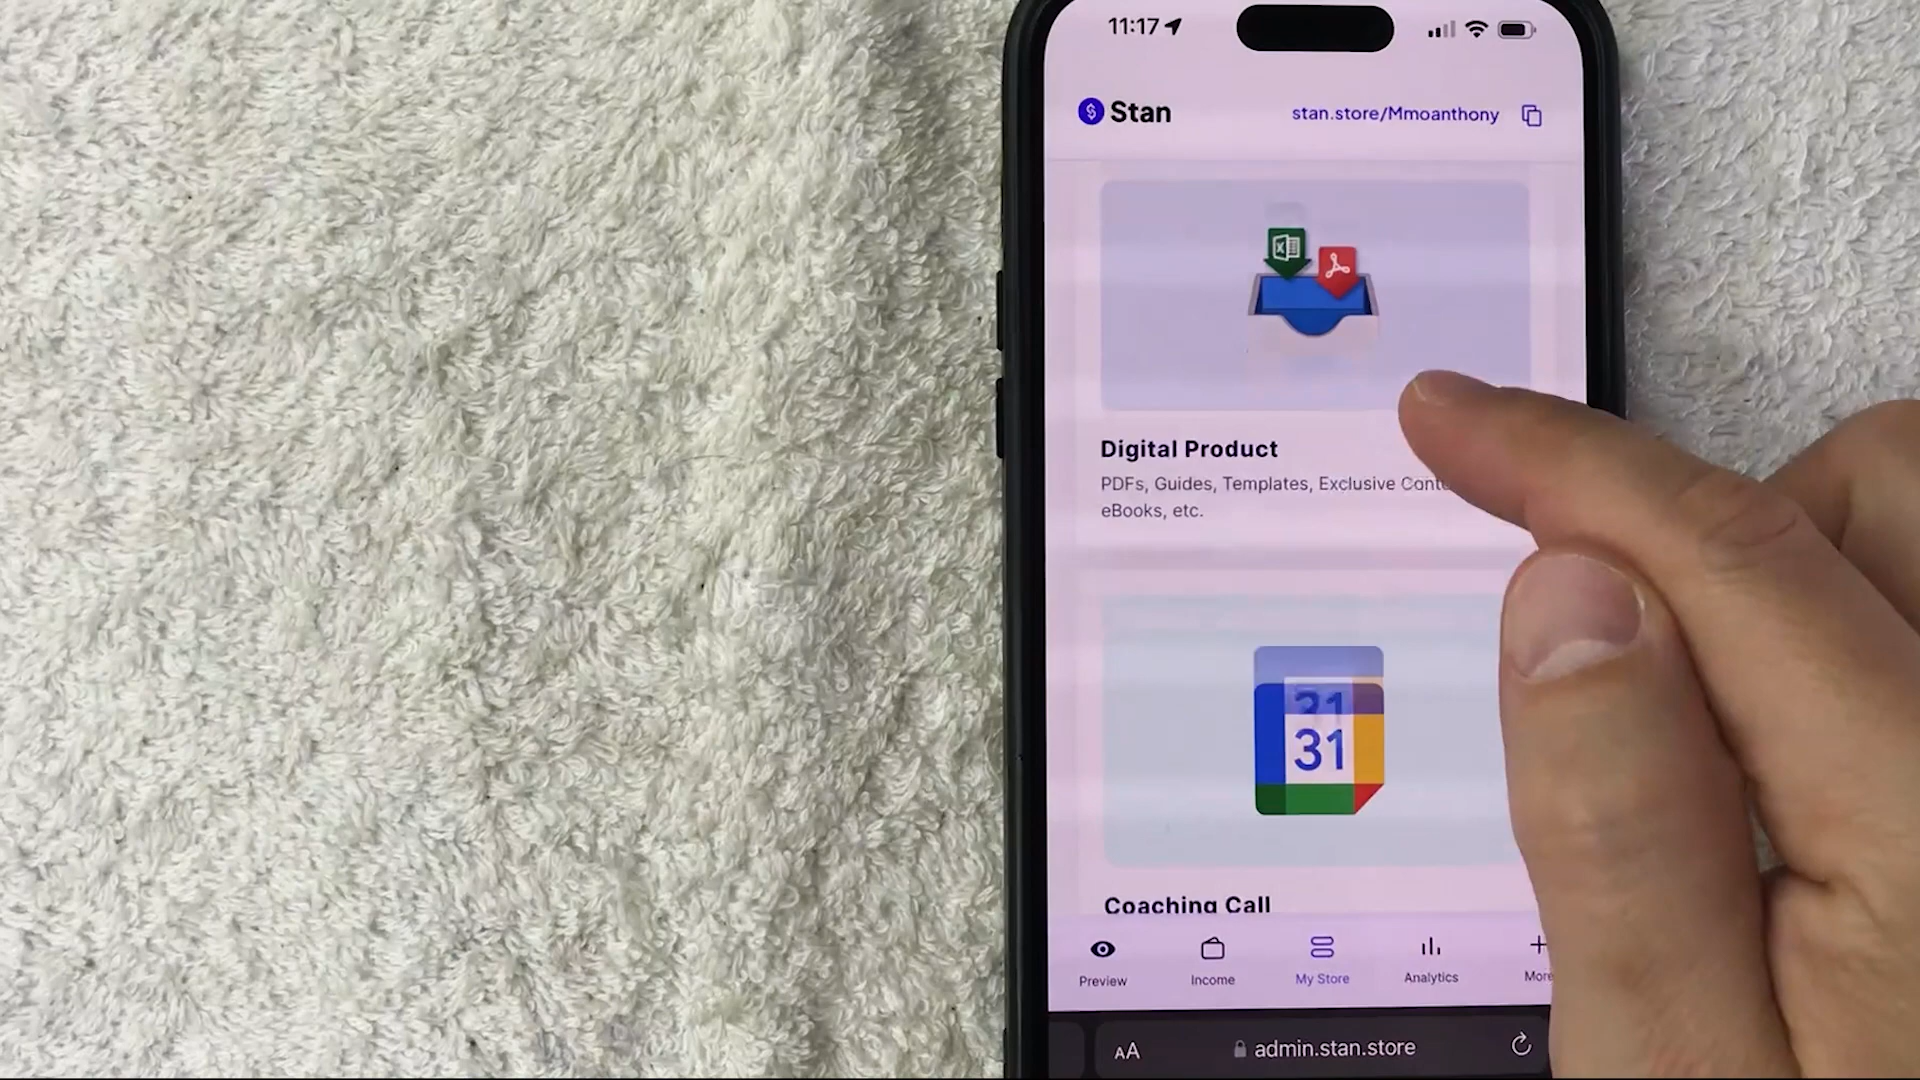 11:17
Stan
stan.store/Mmoanthony
Digital Product
PDFs, Guides, Templates, Exclusive
eBooks, etc.
31
31
Coaching Call
Preview
Income
My Store
Analytics
More
AA
admin.stan.store